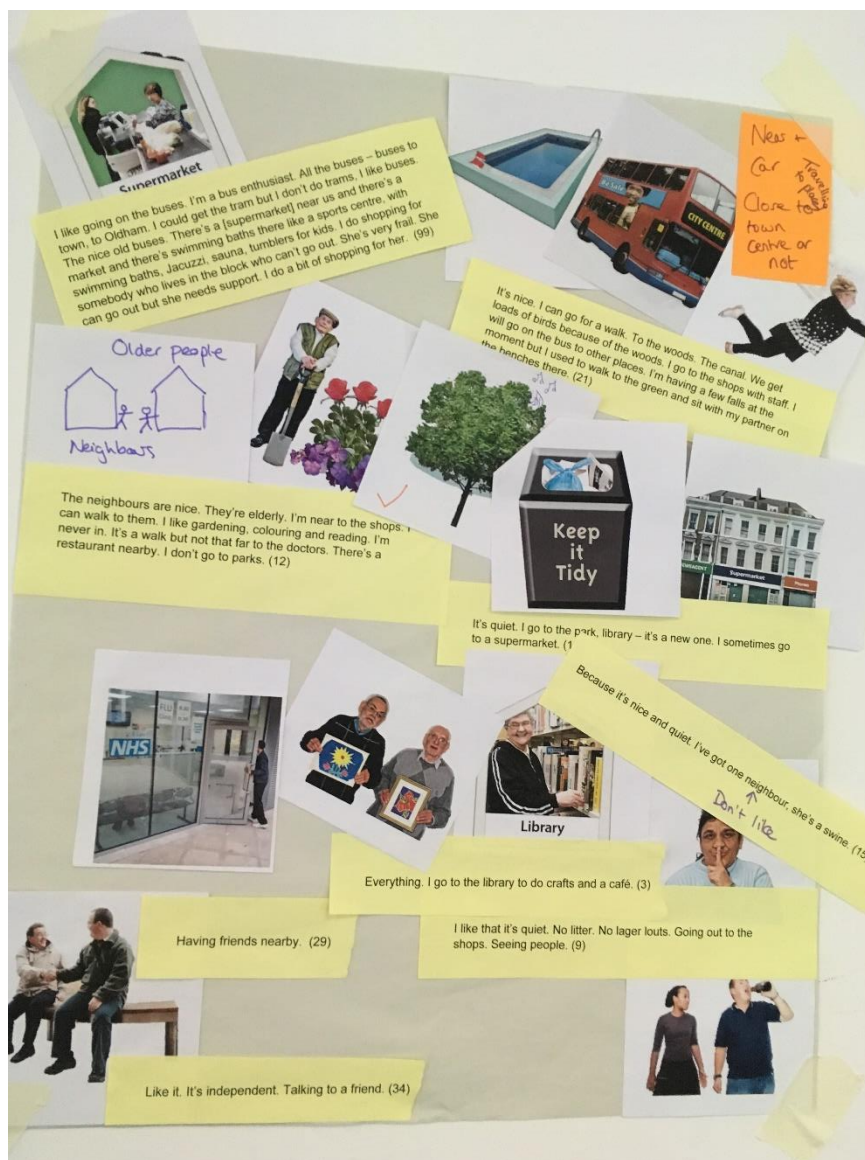 Supermarket
I like going on the buses. I'm a bus enthusiast. All the buses – buses to
town, to Oldham. I could get the tram but I don't do trams. I like buses.
The nice old buses. There's a [supermarket] near us and there's a
market and there's swimming baths there like a sports centre, with
swimming baths, Jacuzzi, sauna, tumblers for kids. I do shopping for
somebody who lives in the block who can't go out. She's very frail. She
can go out but she needs support. I do a bit of shopping for her. (99)
CITY CENTRE
Near +
Car
Travelling
to places
Close to
town
centre or
not
It's nice. I can go for a walk. To the woods. The canal. We get
loads of birds because of the woods. I go to the shops with staff. I
will go on the bus to other places. I'm having a few falls at the
moment but I used to walk to the green and sit with my partner on
the benches there. (21)
Older people
Neighbours
The neighbours are nice. They're elderly. I'm near to the shops. I
can walk to them. I like gardening, colouring and reading. I'm
never in. It's a walk but not that far to the doctors. There's a
restaurant nearby. I don't go to parks. (12)
Keep
it
Tidy
Supermarket
It's quiet. I go to the park, library – it's a new one. I sometimes go
to a supermarket. (1
Because it's nice and quiet. I've got one neighbour, she's a swine. (15
Don't like
NHS
FLU
Library
Everything. I go to the library to do crafts and a café. (3)
Having friends nearby. (29)
I like that it's quiet. No litter. No lager louts. Going out to the
shops. Seeing people. (9)
Like it. It's independent. Talking to a friend. (34)